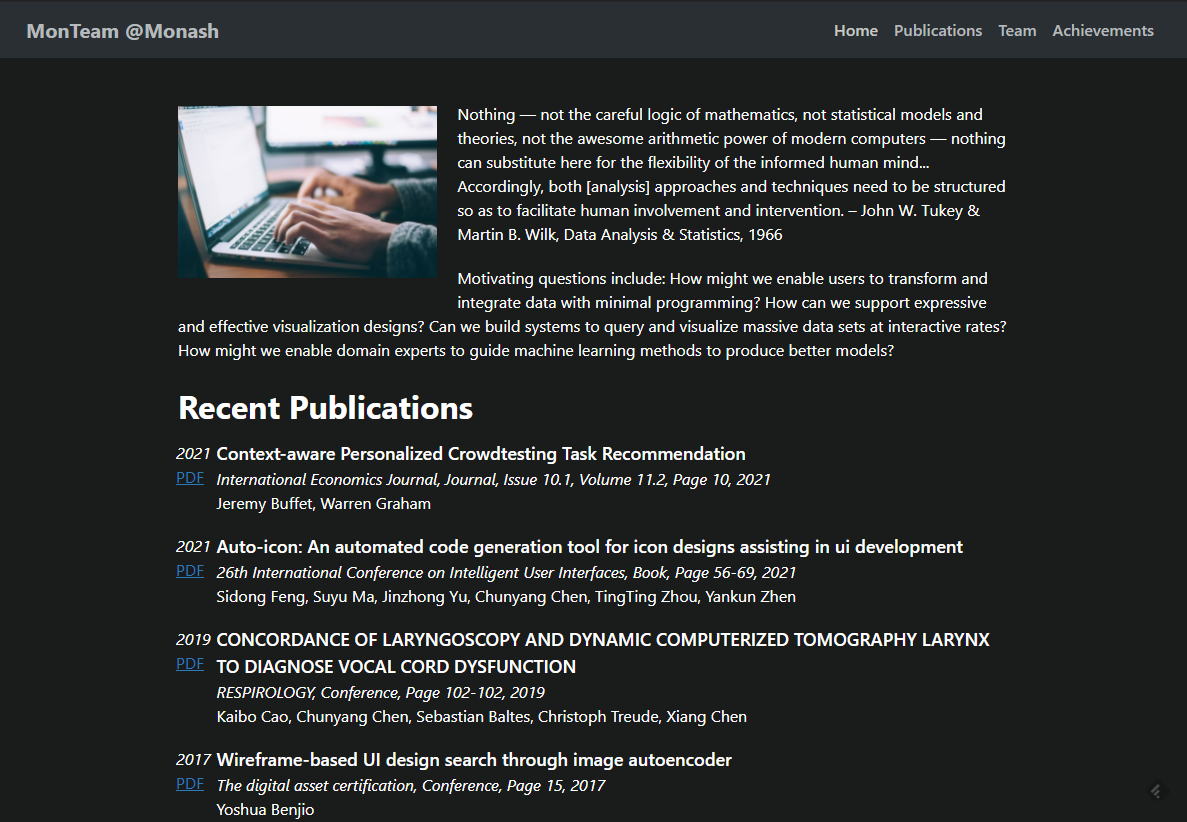 MonTeam @Monash
Home Publications Team Achievements
Nothing — not the careful logic of mathematics, not statistical models and
theories, not the awesome arithmetic power of modern computers — nothing
can substitute here for the flexibility of the informed human mind...
Accordingly, both [analysis] approaches and techniques need to be structured
so as to facilitate human involvement and intervention. – John W. Tukey &
Martin B. Wilk, Data Analysis & Statistics, 1966
Motivating questions include: How might we enable users to transform and
integrate data with minimal programming? How can we support expressive
and effective visualization designs? Can we build systems to query and visualize massive data sets at interactive rates?
How might we enable domain experts to guide machine learning methods to produce better models?
Recent Publications
2021 Context-aware Personalized Crowdtesting Task Recommendation
PDF International Economics Journal, Journal, Issue 10.1, Volume 11.2, Page 10, 2021
Jeremy Buffet, Warren Graham
2021 Auto-icon: An automated code generation tool for icon designs assisting in ui development
PDF 26th International Conference on Intelligent User Interfaces, Book, Page 56-69, 2021
Sidong Feng, Suyu Ma, Jinzhong Yu, Chunyang Chen, TingTing Zhou, Yankun Zhen
2019 CONCORDANCE OF LARYNGOSCOPY AND DYNAMIC COMPUTERIZED TOMOGRAPHY LARYNX
PDF TO DIAGNOSE VOCAL CORD DYSFUNCTION
RESPIROLOGY, Conference, Page 102-102, 2019
Kaibo Cao, Chunyang Chen, Sebastian Baltes, Christoph Treude, Xiang Chen
2017 Wireframe-based UI design search through image autoencoder
PDF The digital asset certification, Conference, Page 15, 2017
Yoshua Benjio